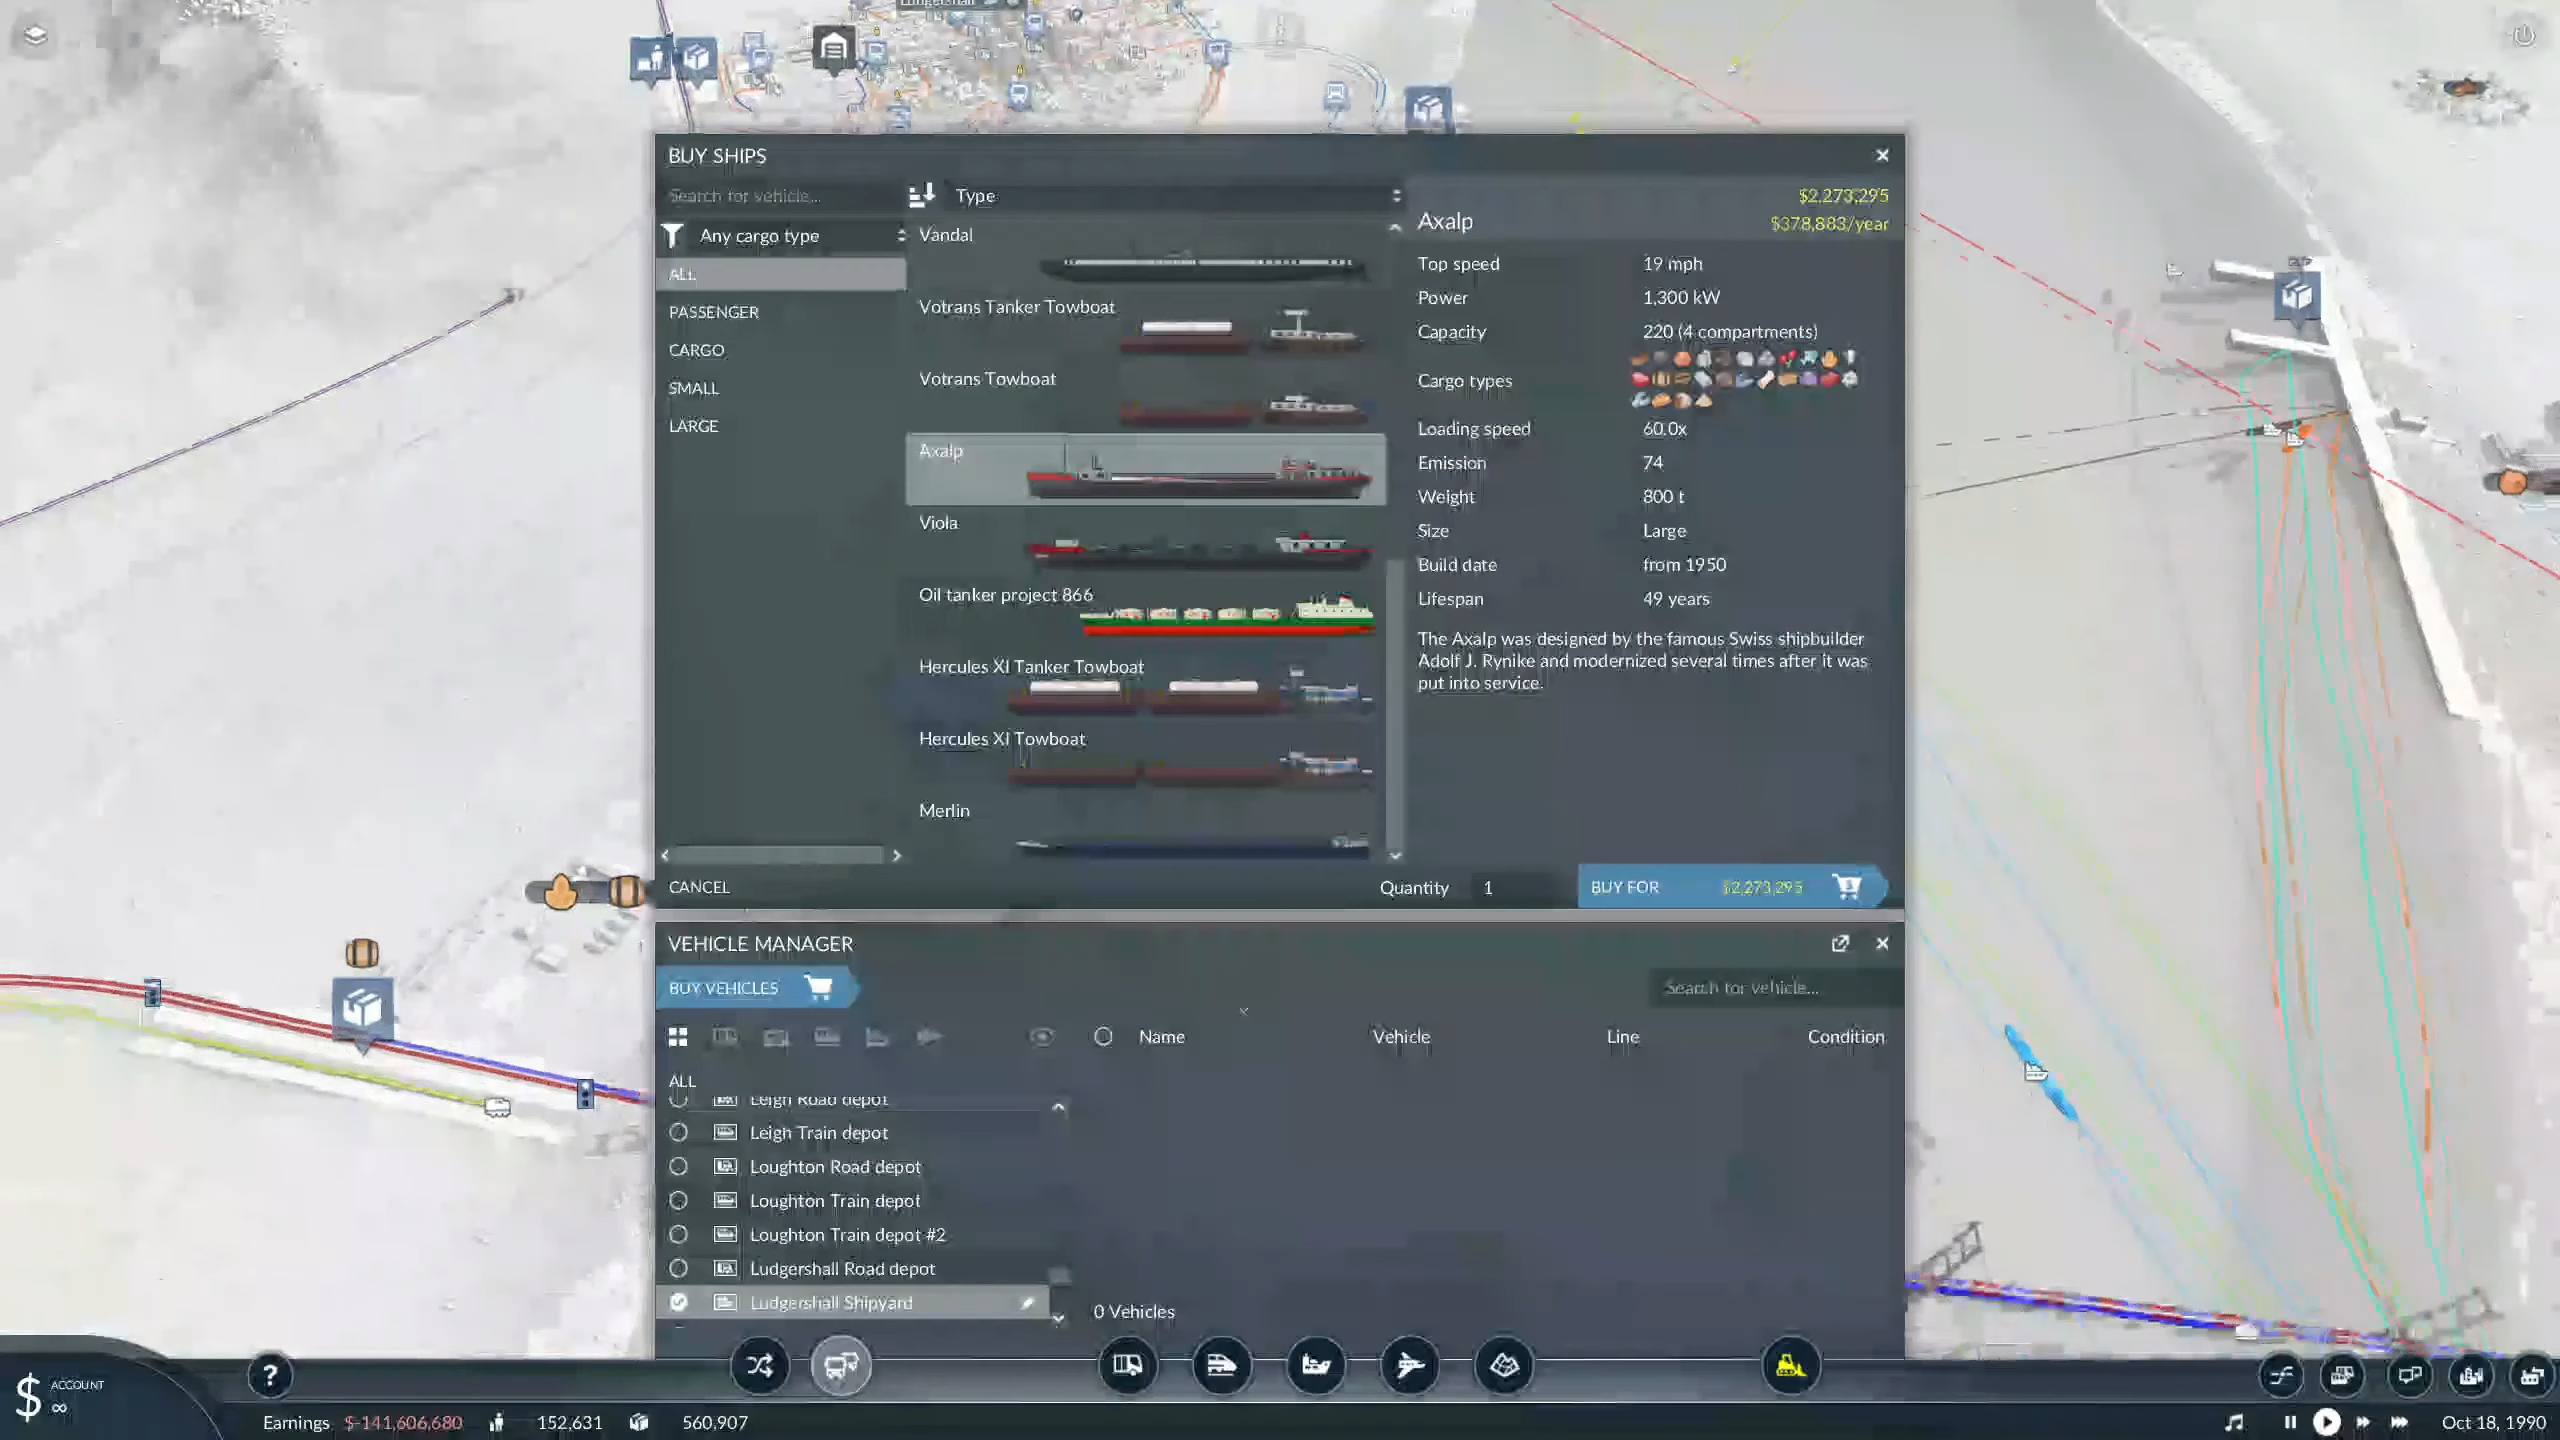 Ludgershall
BUY SHIPS
Search for vehicle...
Type
Any cargo type
ALL
PASSENGER
CARGO
SMALL
LARGE
Vandal
Votrans Tanker Towboat
Votrans Towboat
Axalp
Viola
Oil tanker project 866
Hercules XI Tanker Towboat
Hercules XI Towboat
Merlin
$2,273,295
Axalp
$378,883/year
Top speed 19 mph
Power 1,300 kW
Capacity 220 (4 compartments)
Cargo types
Loading speed 60.0x
Emission 74
Weight 800 t
Size Large
Build date from 1950
Lifespan 49 years
The Axalp was designed by the famous Swiss shipbuilder
Adolf J. Rynike and modernized several times after it was
put into service.
CANCEL
Quantity 1
BUY FOR $2,273,295
VEHICLE MANAGER
BUY VEHICLES
Search for vehicle...
Name Vehicle Line Condition
ALL
Leigh Road depot
Leigh Train depot
Loughton Road depot
Loughton Train depot
Loughton Train depot #2
Ludgershall Road depot
Ludgershall Shipyard
0 Vehicles
$ ACCOUNT
∞
?
Earnings $-141,606,680 152,631 560,907
Oct 18, 1990